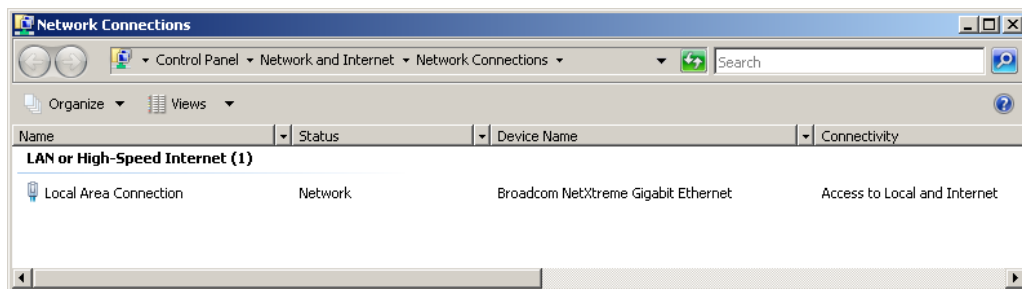 Network Connections
Control Panel Network and Internet Network Connections Search
Organize Views
Name Status Device Name Connectivity
LAN or High-Speed Internet (1)
Local Area Connection Network Broadcom NetXtreme Gigabit Ethernet Access to Local and Internet